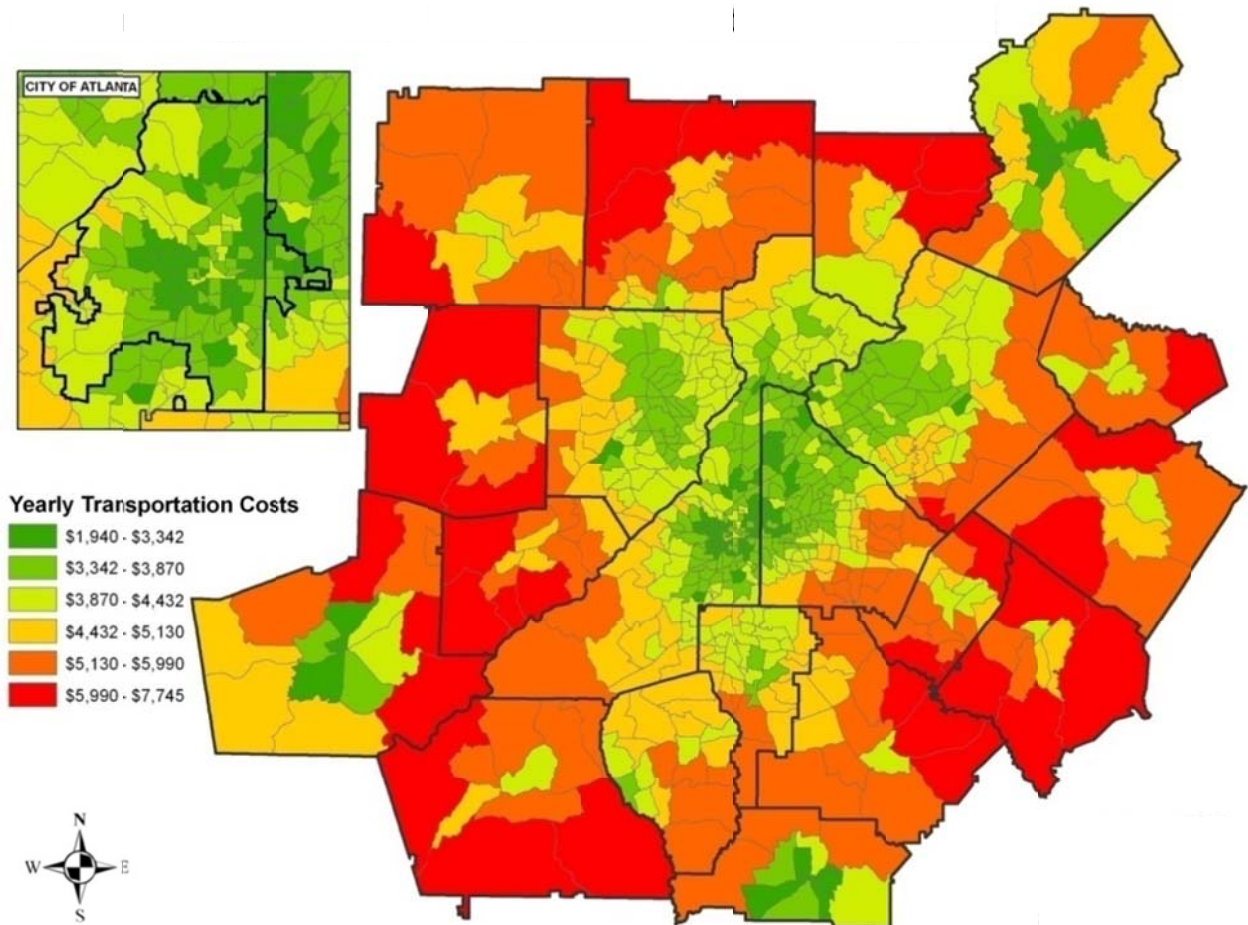 CITY OF ATLANTA
Yearly Transportation Costs
$1,940 - $3,342
$3,342 - $3,870
$3,870 - $4,432
$4,432 - $5,130
$5,130 - $5,990
$5,990 - $7,745
N
W E
S